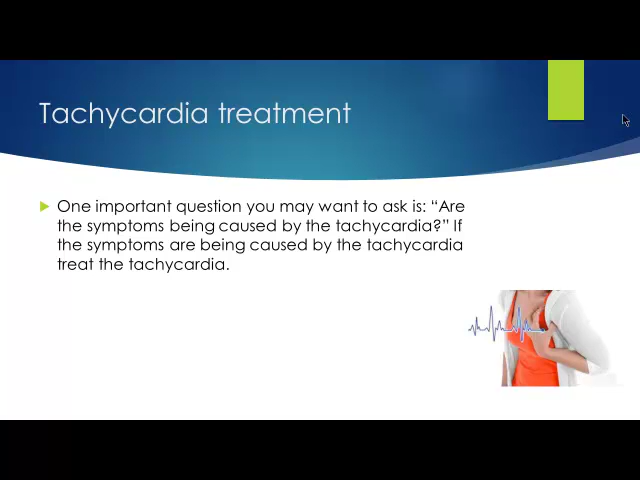 Tachycardia treatment
One important question you may want to ask is: “Are
the symptoms being caused by the tachycardia?” If
the symptoms are being caused by the tachycardia
treat the tachycardia.